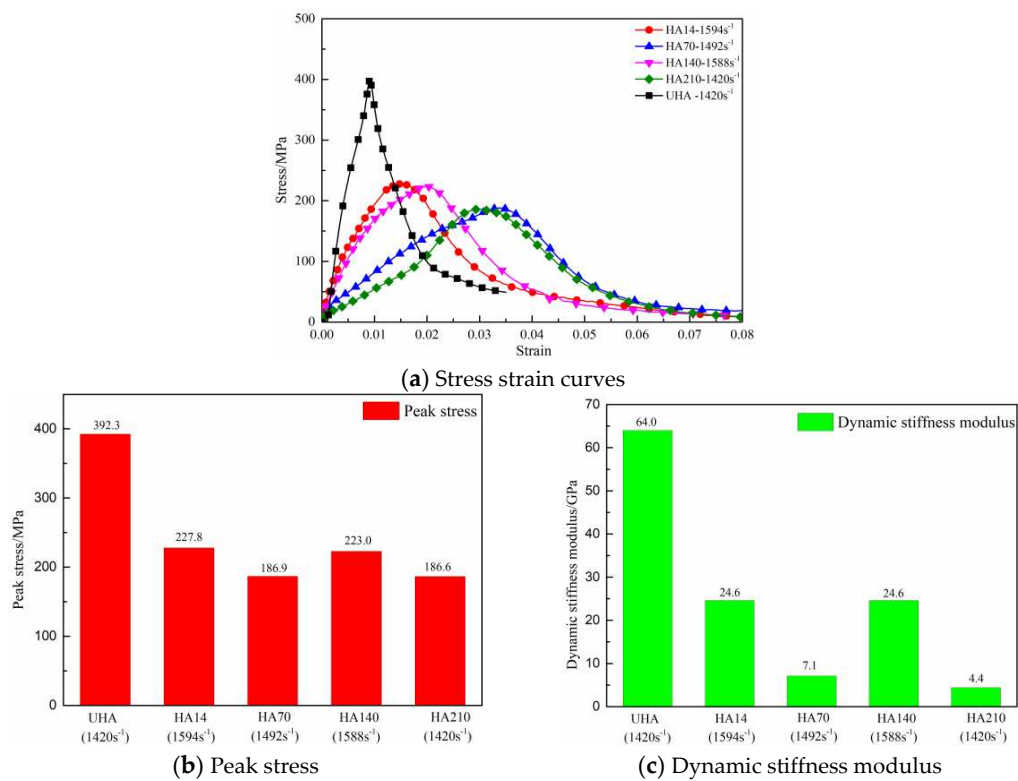 500
400
300
200
100
0
Stress/MPa
HA14-1594s⁻¹
HA70-1492s⁻¹
HA140-1588s⁻¹
HA210-1420s⁻¹
UHA -1420s⁻¹
0.00 0.01 0.02 0.03 0.04 0.05 0.06 0.07 0.08
Strain
(a) Stress strain curves
400
300
200
100
0
Peak stress/MPa
Peak stress
392.3
227.8
186.9
223.0
186.6
UHA HA14 HA70 HA140 HA210
(1420s⁻¹) (1594s⁻¹) (1492s⁻¹) (1588s⁻¹) (1420s⁻¹)
(b) Peak stress
70
60
50
40
30
20
10
0
Dynamic stiffness modulus/GPa
Dynamic stiffness modulus
64.0
24.6
7.1
24.6
4.4
UHA HA14 HA70 HA140 HA210
(1420s⁻¹) (1594s⁻¹) (1492s⁻¹) (1588s⁻¹) (1420s⁻¹)
(c) Dynamic stiffness modulus